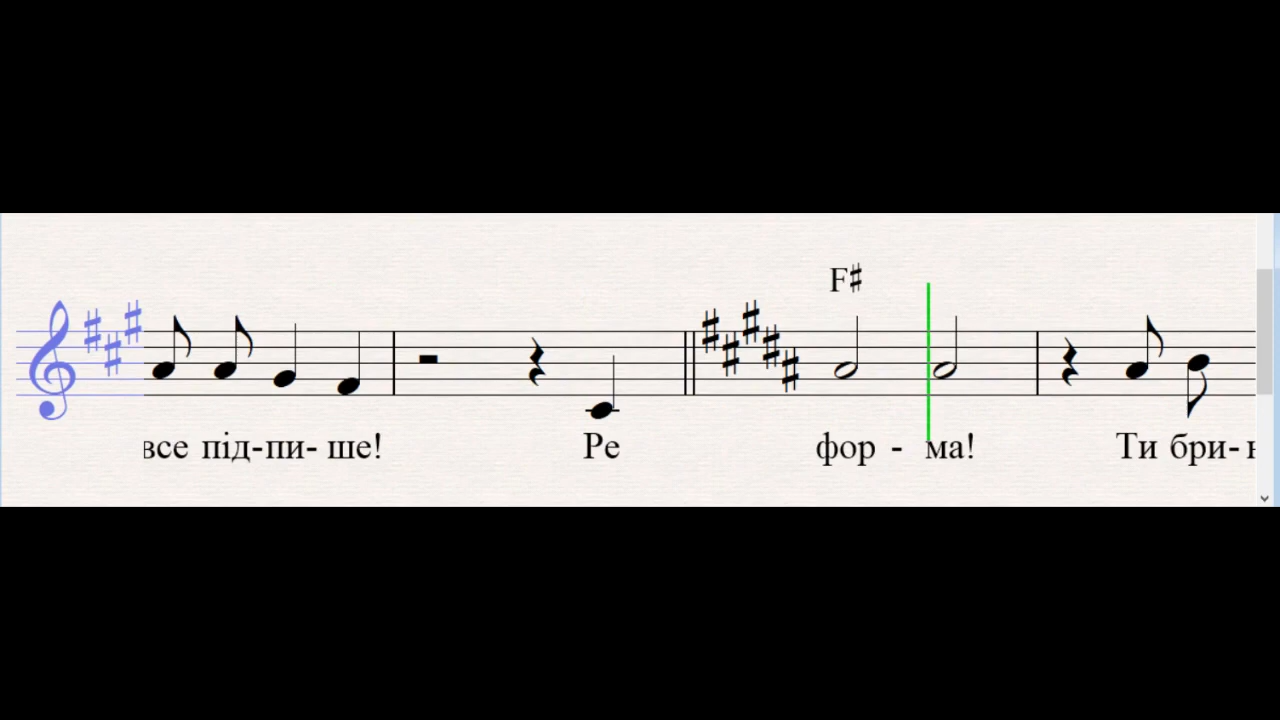 F♯
все під-пи- ше! Ре фор - ма! Ти бри-